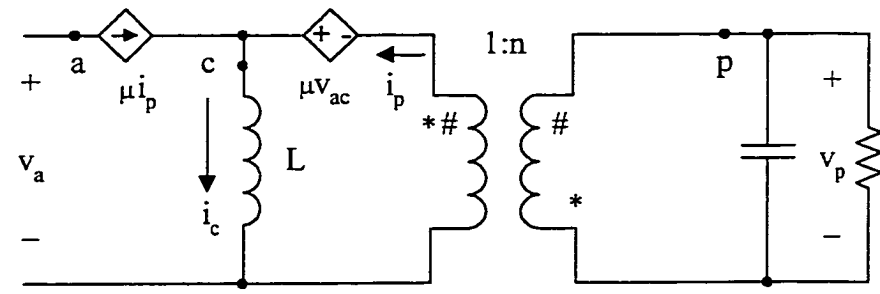 1:n
+ -
a
c
p
+
μi_p
μv_ac
i_p
+
*#
#
v_a
L
v_p
*
i_c
−
−